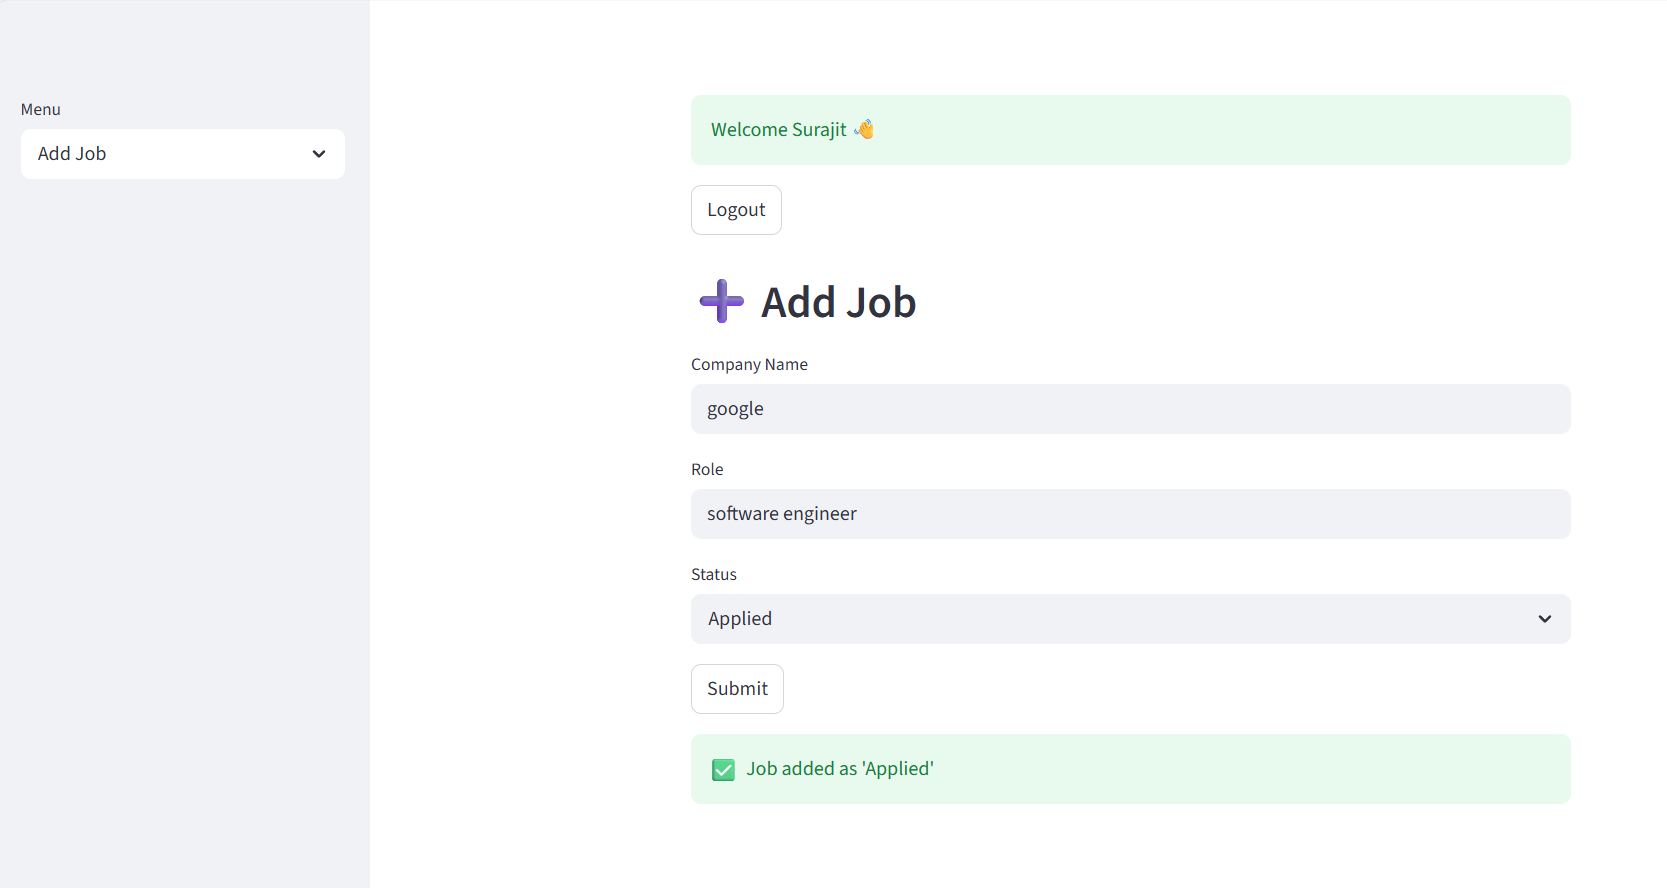 Menu
Add Job
Welcome Surajit 👋
Logout
➕ Add Job
Company Name
google
Role
software engineer
Status
Applied
Submit
✅ Job added as 'Applied'